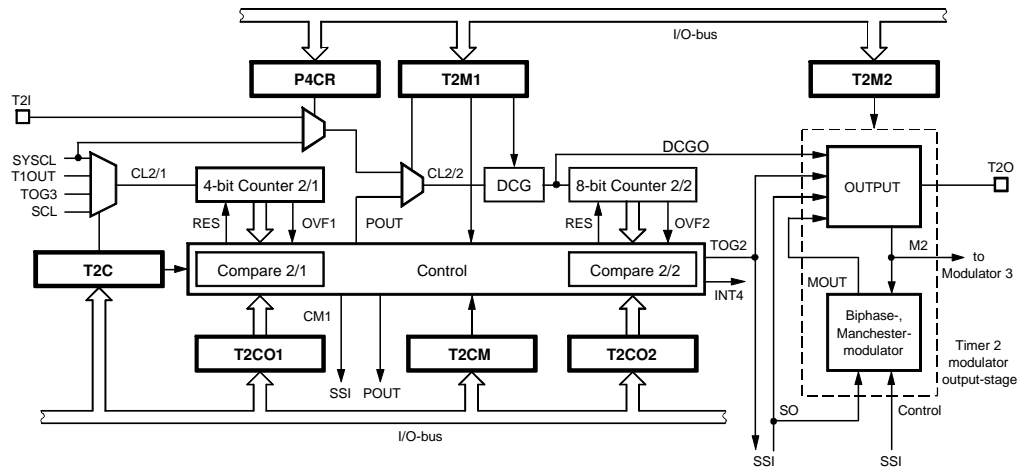 I/O-bus
P4CR
T2M1
T2M2
T2I
SYSCL
T1OUT
TOG3
SCL
CL2/1
4-bit Counter 2/1
CL2/2
DCG
8-bit Counter 2/2
DCGO
OUTPUT
T2O
RES
OVF1
POUT
RES
OVF2
TOG2
M2
to
Modulator 3
T2C
Compare 2/1
Control
Compare 2/2
INT4
MOUT
CM1
Biphase-,
Manchester-
modulator
T2CO1
T2CM
T2CO2
Timer 2
modulator
output-stage
SSI
POUT
SO
Control
I/O-bus
SSI
SSI